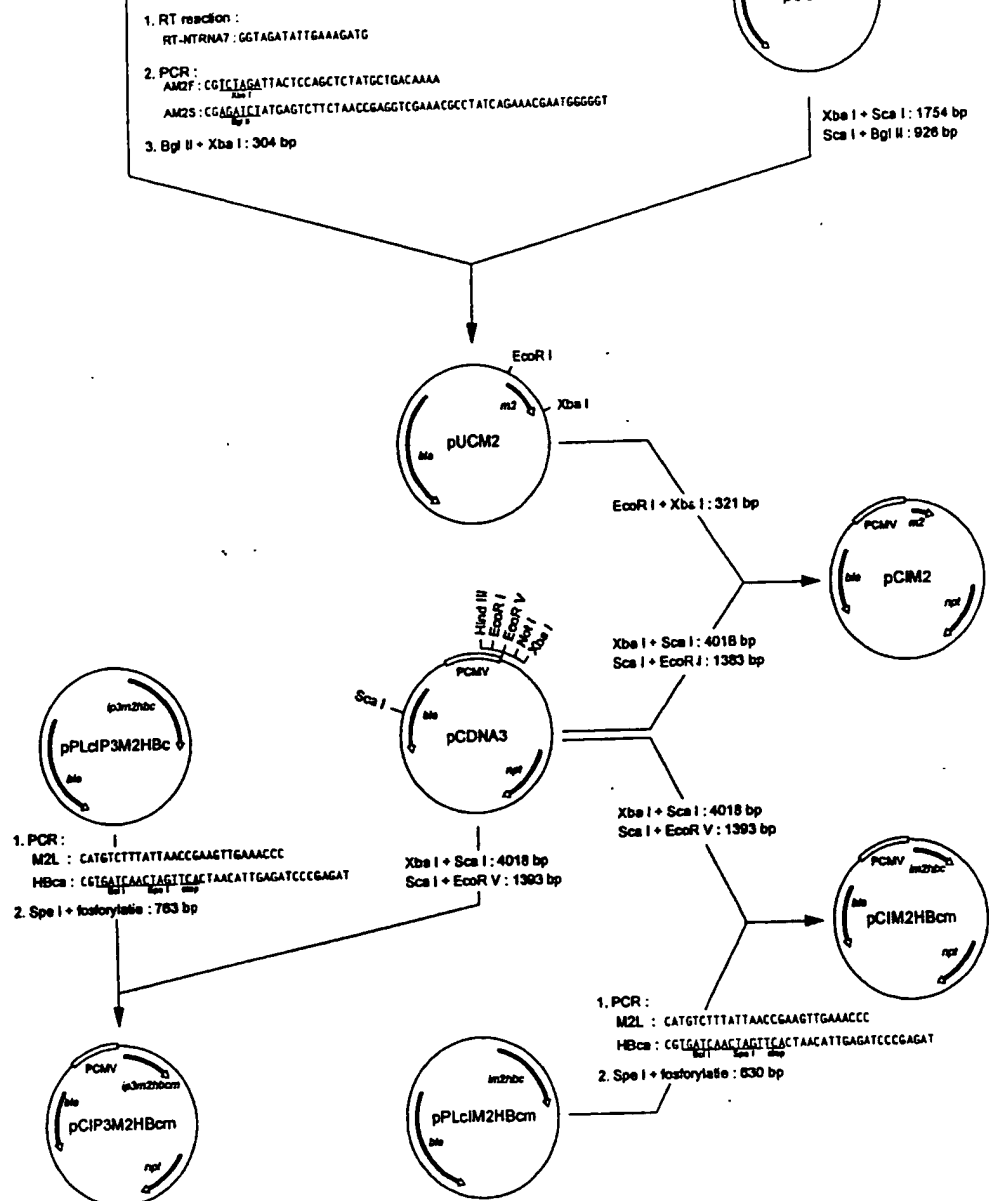 1. RT reaction :
RT-NTRNA7 : GGTAGATATTGAAAGATG
2. PCR :
AM2F : CGTCTAGATTACTCCAGCTCTATGCTGACAAAA
Xba I
AM2S : CGAGATCTATGAGTCTTCTAACCGAGGTCGAAACGCCTATCAGAAACGAATGGGGGT
Bgl II
3. Bgl II + Xba I : 304 bp
Xba I + Sca I : 1754 bp
Sca I + Bgl II : 926 bp
EcoR I
Xba I
m2
pUCM2
bla
EcoR I + Xba I : 321 bp
PCMV
m2
bla
pCIM2
npt
Hind III
EcoR I
EcoR V
Not I
Xba I
PCMV
Sca I
bla
pCDNA3
npt
Xba I + Sca I : 4018 bp
Sca I + EcoR I : 1383 bp
ip3m2hbc
pPLcIP3M2HBc
bla
Xba I + Sca I : 4018 bp
Sca I + EcoR V : 1393 bp
1. PCR :
M2L : CATGTCTTTATTAACCGAAGTTGAAACCC
HBca : CGTGATCAACTAGTTCACTAACATTGAGATCCCGAGAT
Bcl I Spe I stop
2. Spe I + fosforylatie : 763 bp
Xba I + Sca I : 4018 bp
Sca I + EcoR V : 1393 bp
PCMV
im2hbc
bla
pCIM2HBcm
npt
1. PCR :
M2L : CATGTCTTTATTAACCGAAGTTGAAACCC
HBca : CGTGATCAACTAGTTCACTAACATTGAGATCCCGAGAT
Bcl I Spe I stop
2. Spe I + fosforylatie : 630 bp
PCMV
ip3m2hbcm
bla
pCIP3M2HBcm
npt
im2hbc
pPLcIM2HBcm
bla